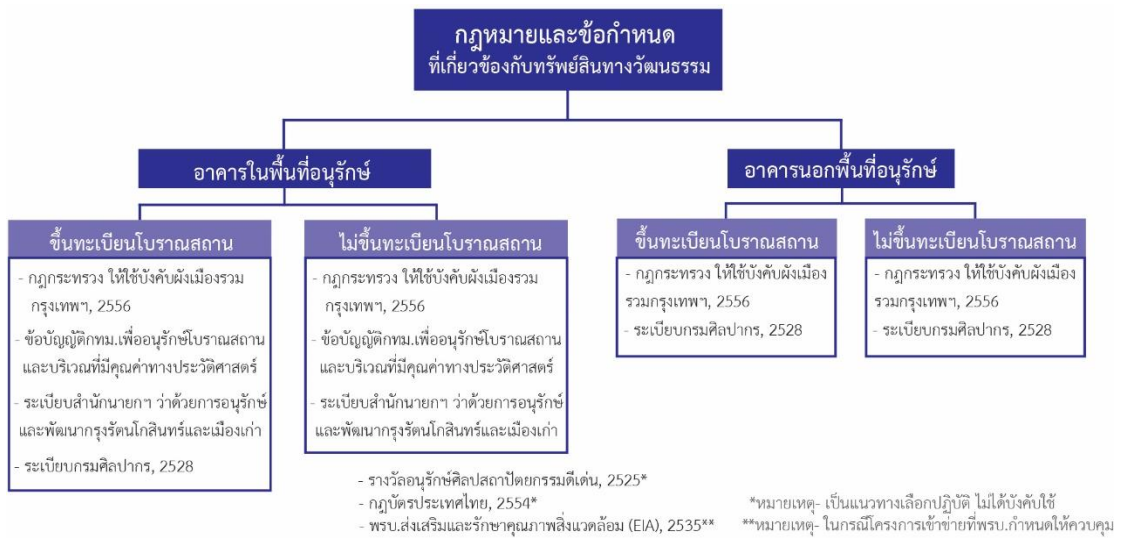 กฎหมายและข้อกำหนด
ที่เกี่ยวข้องกับทรัพย์สินทางวัฒนธรรม
อาคารในพื้นที่อนุรักษ์
อาคารนอกพื้นที่อนุรักษ์
ขึ้นทะเบียนโบราณสถาน
- กฎกระทรวง ให้ใช้บังคับผังเมืองรวม
กรุงเทพฯ, 2556
- ข้อบัญญัติกทม.เพื่ออนุรักษ์โบราณสถาน
และบริเวณที่มีคุณค่าทางประวัติศาสตร์
- ระเบียบสำนักนายกฯ ว่าด้วยการอนุรักษ์
และพัฒนากรุงรัตนโกสินทร์และเมืองเก่า
- ระเบียบกรมศิลปากร, 2528
ไม่ขึ้นทะเบียนโบราณสถาน
- กฎกระทรวง ให้ใช้บังคับผังเมืองรวม
กรุงเทพฯ, 2556
- ข้อบัญญัติกทม.เพื่ออนุรักษ์โบราณสถาน
และบริเวณที่มีคุณค่าทางประวัติศาสตร์
- ระเบียบสำนักนายกฯ ว่าด้วยการอนุรักษ์
และพัฒนากรุงรัตนโกสินทร์และเมืองเก่า
ขึ้นทะเบียนโบราณสถาน
- กฎกระทรวง ให้ใช้บังคับผังเมือง
รวมกรุงเทพฯ, 2556
- ระเบียบกรมศิลปากร, 2528
ไม่ขึ้นทะเบียนโบราณสถาน
- กฎกระทรวง ให้ใช้บังคับผังเมือง
รวมกรุงเทพฯ, 2556
- ระเบียบกรมศิลปากร, 2528
- รางวัลอนุรักษ์ศิลปสถาปัตยกรรมดีเด่น, 2525*
- กฎบัตรประเทศไทย, 2554*
- พรบ.ส่งเสริมและรักษาคุณภาพสิ่งแวดล้อม (EIA), 2535**
*หมายเหตุ- เป็นแนวทางเลือกปฏิบัติ ไม่ได้บังคับใช้
**หมายเหตุ- ในกรณีโครงการเข้าข่ายที่พรบ.กำหนดให้ควบคุม